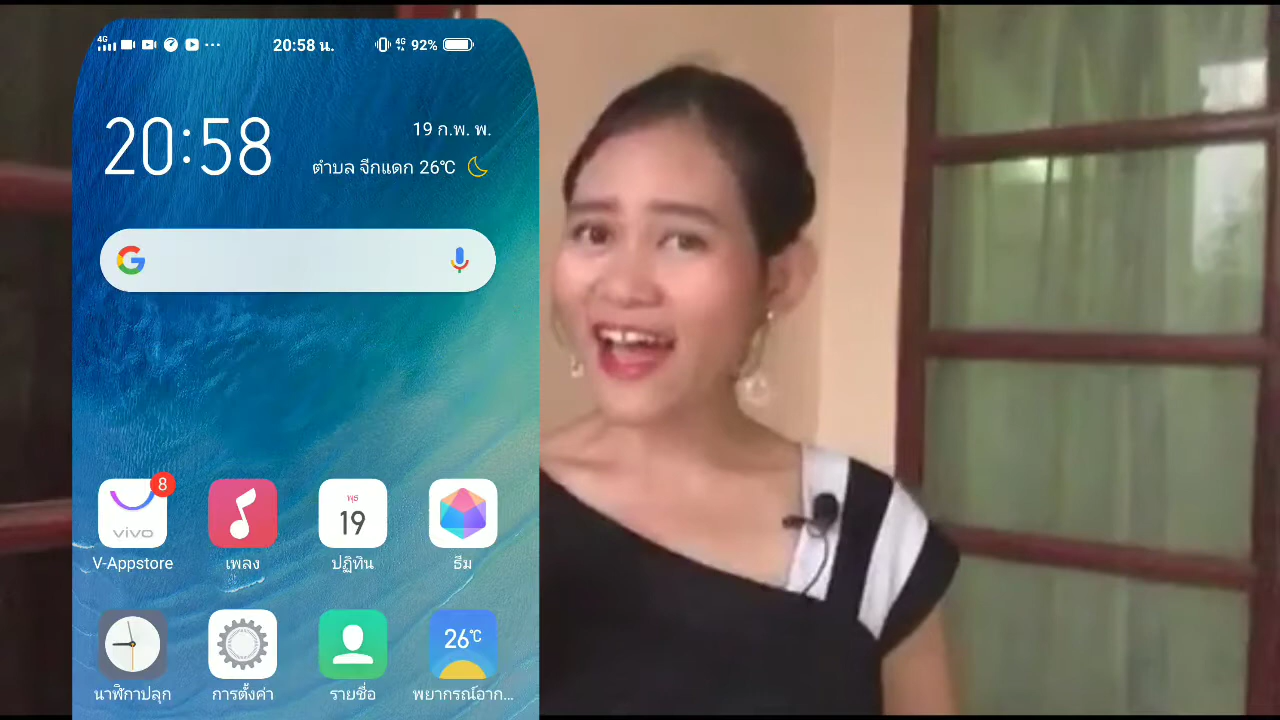 4G 20:58 น. 4G 92%
20:58
19 ก.พ. พ.
ตำบล จีกแดก 26℃
8
vivo
พุธ
19
V-Appstore เพลง ปฏิทิน ธีม
26℃
นาฬิกาปลุก การตั้งค่า รายชื่อ พยากรณ์อาก...